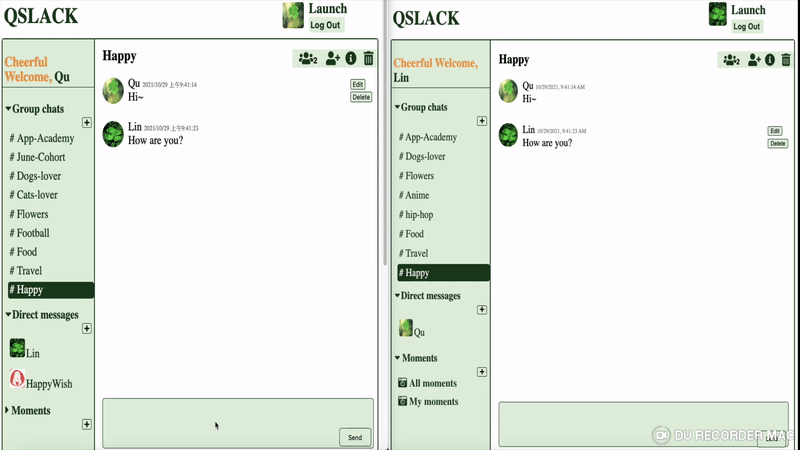 QSLACK
Launch
Log Out
Cheerful
Welcome, Qu
Group chats
+
# App-Academy
# June-Cohort
# Dogs-lover
# Cats-lover
# Flowers
# Football
# Food
# Travel
# Happy
Direct messages
+
Lin
HappyWish
Moments
+
Happy
2
Qu 2021/10/29 上午9:41:14
Hi~
Edit
Delete
Lin 2021/10/29 上午9:41:23
How are you?
Send
QSLACK
Launch
Log Out
Cheerful Welcome,
Lin
Group chats
+
# App-Academy
# Dogs-lover
# Flowers
# Anime
# hip-hop
# Food
# Travel
# Happy
Direct messages
+
Qu
Moments
+
All moments
My moments
Happy
2
Qu 10/29/2021, 9:41:14 AM
Hi~
Lin 10/29/2021, 9:41:23 AM
How are you?
Edit
Delete
DU RECORDER MAC